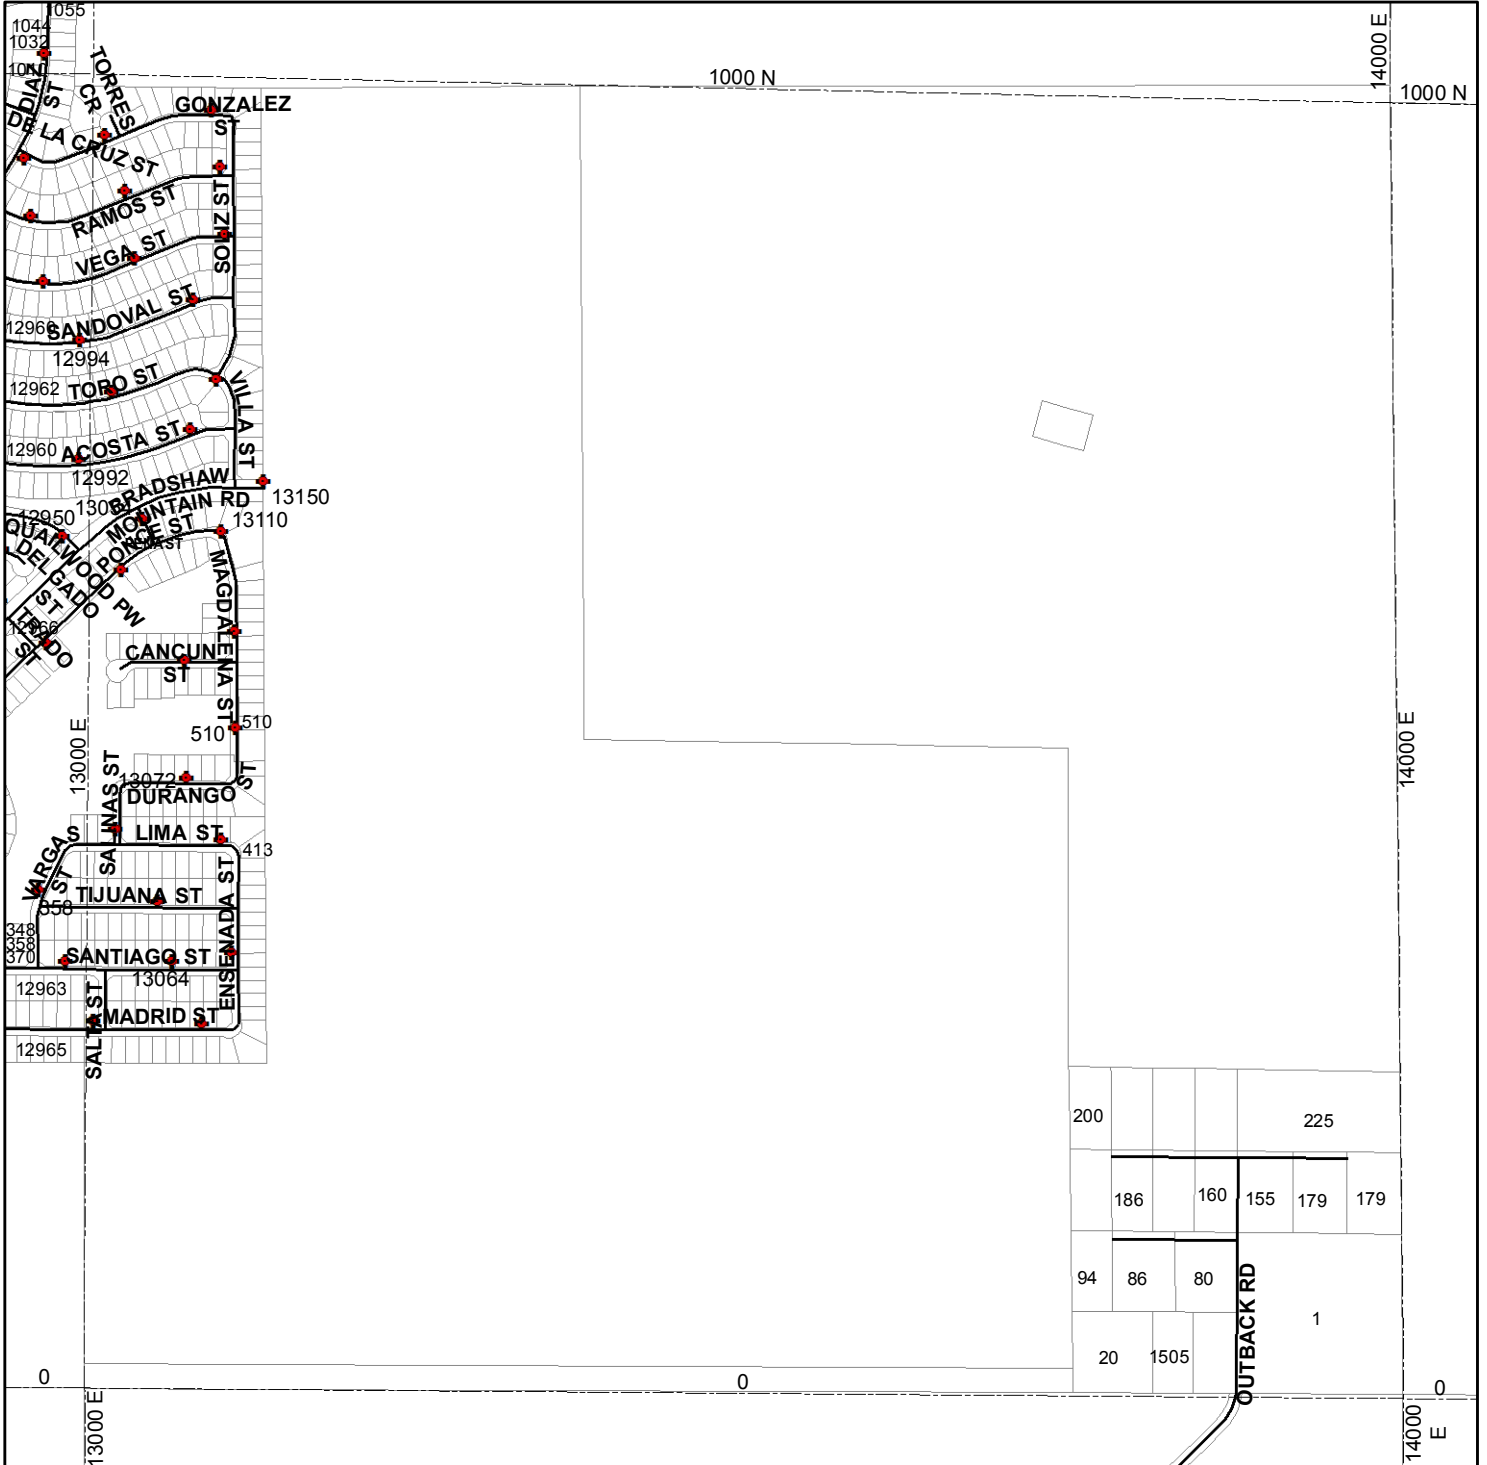 1055
1044
1032
1010
DIAN
ST
TORRES
CR
14000 E
1000 N
1000 N
GONZALEZ
ST
DE LA CRUZ ST
RAMOS ST
SOLIZ ST
VEGA ST
SANDOVAL ST
12960
12994
TORO ST
12962
VILLA ST
ACOSTA ST
12960
12992
BRADSHAW
MOUNTAIN RD
13150
13110
12950
PONCE ST
QUAILWOOD PW
DELGADO
ST
12966
ST
MAGDALENA ST
CANCUN
ST
510
510
13000 E
14000 E
SALINAS ST
13072
DURANGO
ST
LIMA ST
413
VARGAS
ST
TIJUANA ST
358
ENSENADA ST
348
358
370
SANTIAGO ST
13064
12963
SALTA ST
MADRID ST
12965
200
225
186
160
155
179
179
94
86
80
OUTBACK RD
1
20
1505
0
0
0
13000 E
14000
E